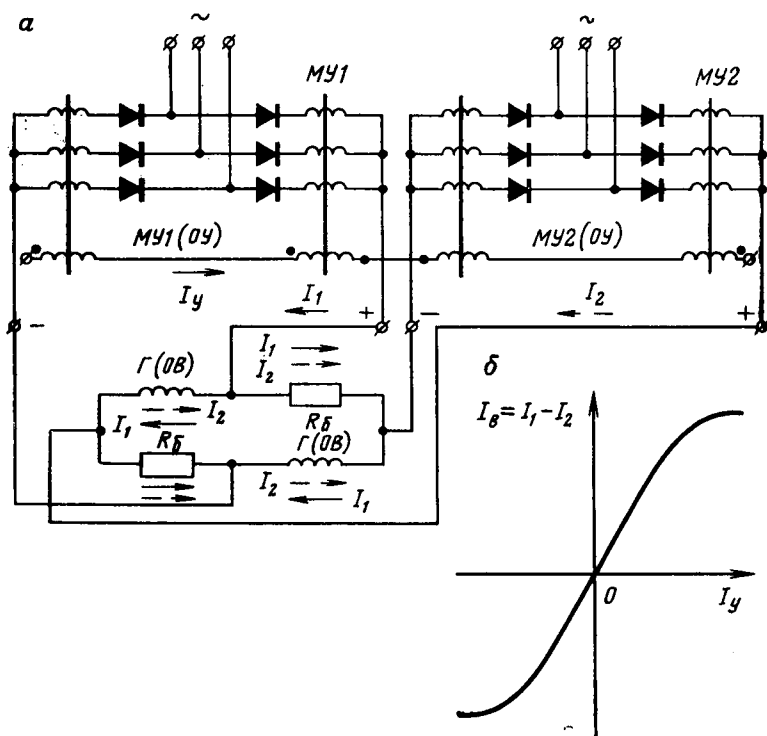 а
~
~
МУ1
МУ2
МУ1(ОУ)
МУ2(ОУ)
Iу
I1
+
-
I2
+
-
Г(ОВ)
I1
I2
Rб
I1
I2
Rб
Г(ОВ)
I2
I1
б
Iв = I1 - I2
0
Iу